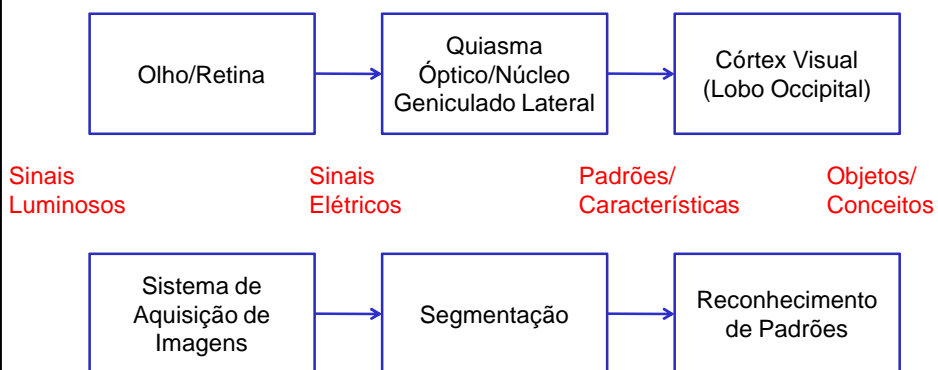 Olho/Retina
Quiasma
Óptico/Núcleo
Geniculado Lateral
Córtex Visual
(Lobo Occipital)
Sinais
Luminosos
Sinais
Elétricos
Padrões/
Características
Objetos/
Conceitos
Sistema de
Aquisição de
Imagens
Segmentação
Reconhecimento
de Padrões